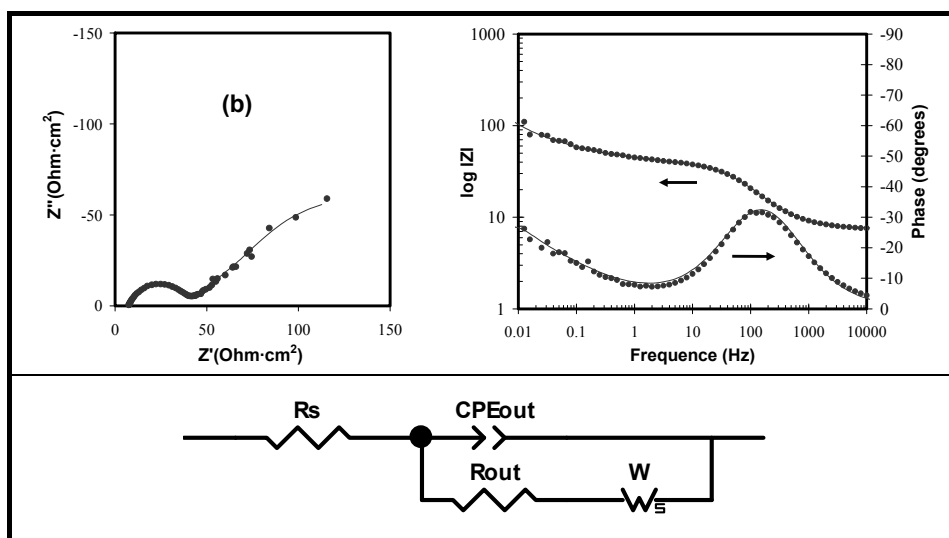 -150
-100
-50
0
0 50 100 150
Z''(Ohm·cm²)
Z'(Ohm·cm²)
(b)
1000
100
10
1
log IZI
0.01 0.1 1 10 100 1000 10000
Frequence (Hz)
-90
-80
-70
-60
-50
-40
-30
-20
-10
0
Phase (degrees)
Rs CPEout
Rout W
s